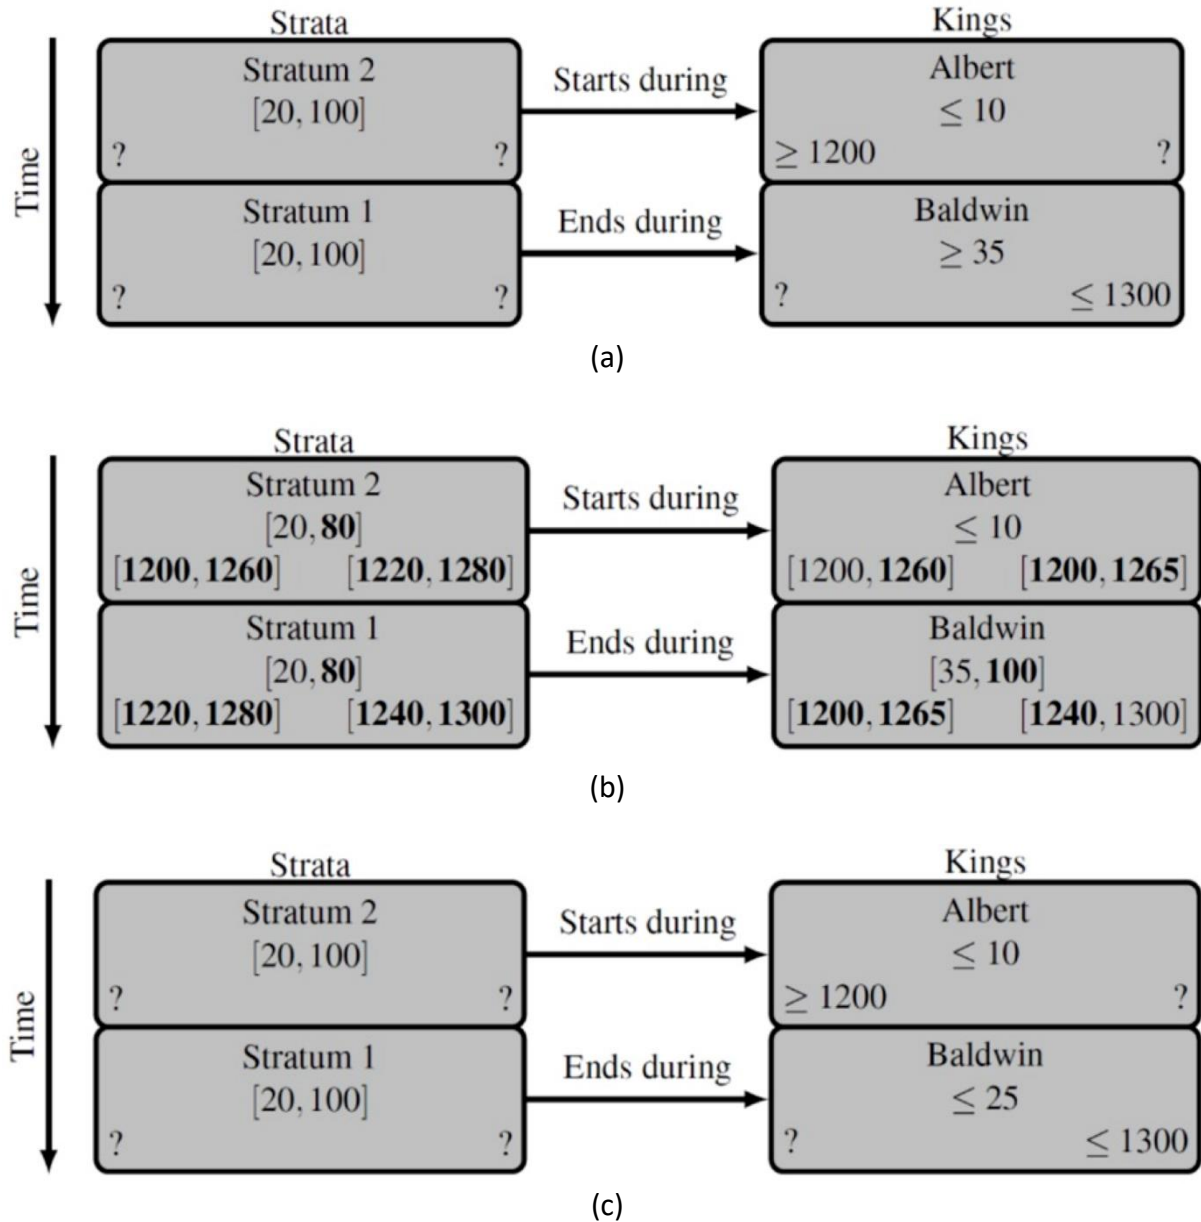 Strata Kings
Time
Stratum 2
[20, 100]
? ?
Starts during
Albert
≤ 10
≥ 1200 ?
Stratum 1
[20, 100]
? ?
Ends during
Baldwin
≥ 35
? ≤ 1300
(a)
Strata Kings
Time
Stratum 2
[20, 80]
[1200, 1260] [1220, 1280]
Starts during
Albert
≤ 10
[1200, 1260] [1200, 1265]
Stratum 1
[20, 80]
[1220, 1280] [1240, 1300]
Ends during
Baldwin
[35, 100]
[1200, 1265] [1240, 1300]
(b)
Strata Kings
Time
Stratum 2
[20, 100]
? ?
Starts during
Albert
≤ 10
≥ 1200 ?
Stratum 1
[20, 100]
? ?
Ends during
Baldwin
≤ 25
? ≤ 1300
(c)